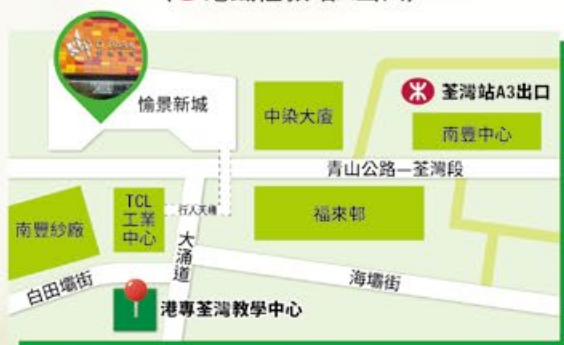 愉景新城
中染大廈
荃灣站A3出口
南豐中心
青山公路—荃灣段
南豐紗廠
TCL
工業
中心
行人天橋
福來邨
大涌道
白田壩街
海壩街
港專荃灣教學中心